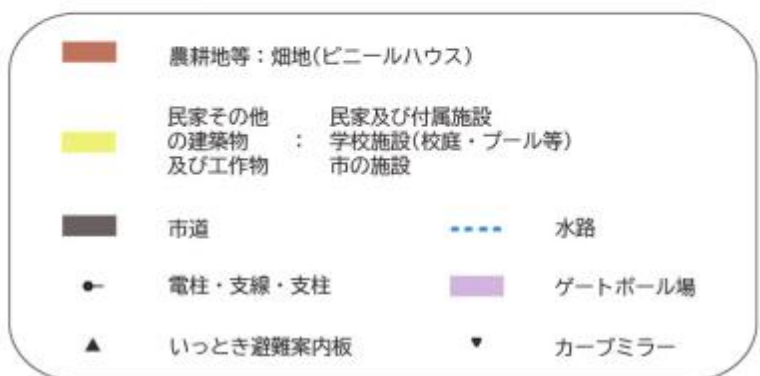 農耕地等：畑地(ビニールハウス)
民家その他
の建築物
及び工作物
：
民家及び付属施設
学校施設(校庭・プール等)
市の施設
市道
水路
電柱・支線・支柱
ゲートボール場
いっとき避難案内板
カーブミラー